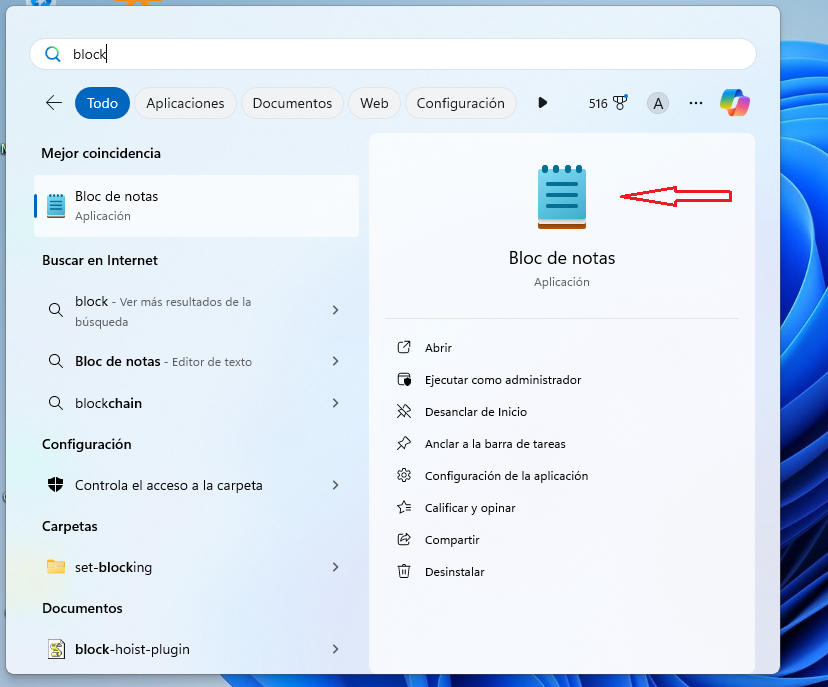 block
Todo
Aplicaciones
Documentos
Web
Configuración
516
A
Mejor coincidencia
Bloc de notas
Aplicación
Buscar en Internet
block - Ver más resultados de la
búsqueda
Bloc de notas - Editor de texto
blockchain
Configuración
Controla el acceso a la carpeta
Carpetas
set-blocking
Documentos
block-hoist-plugin
Bloc de notas
Aplicación
Abrir
Ejecutar como administrador
Desanclar de Inicio
Anclar a la barra de tareas
Configuración de la aplicación
Calificar y opinar
Compartir
Desinstalar